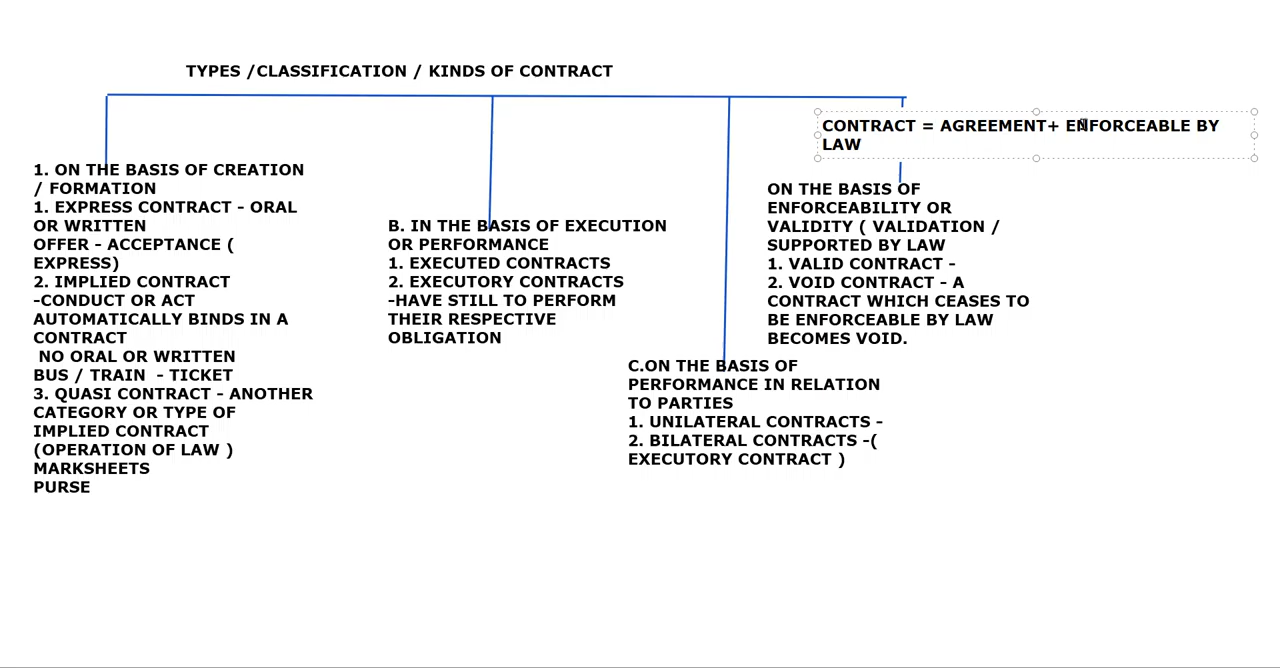 TYPES /CLASSIFICATION / KINDS OF CONTRACT
CONTRACT = AGREEMENT+ ENFORCEABLE BY
LAW
1. ON THE BASIS OF CREATION
/ FORMATION
1. EXPRESS CONTRACT - ORAL
OR WRITTEN
OFFER - ACCEPTANCE (
EXPRESS)
2. IMPLIED CONTRACT
-CONDUCT OR ACT
AUTOMATICALLY BINDS IN A
CONTRACT
NO ORAL OR WRITTEN
BUS / TRAIN - TICKET
3. QUASI CONTRACT - ANOTHER
CATEGORY OR TYPE OF
IMPLIED CONTRACT
(OPERATION OF LAW )
MARKSHEETS
PURSE
B. IN THE BASIS OF EXECUTION
OR PERFORMANCE
1. EXECUTED CONTRACTS
2. EXECUTORY CONTRACTS
-HAVE STILL TO PERFORM
THEIR RESPECTIVE
OBLIGATION
C.ON THE BASIS OF
PERFORMANCE IN RELATION
TO PARTIES
1. UNILATERAL CONTRACTS -
2. BILATERAL CONTRACTS -(
EXECUTORY CONTRACT )
ON THE BASIS OF
ENFORCEABILITY OR
VALIDITY ( VALIDATION /
SUPPORTED BY LAW
1. VALID CONTRACT -
2. VOID CONTRACT - A
CONTRACT WHICH CEASES TO
BE ENFORCEABLE BY LAW
BECOMES VOID.